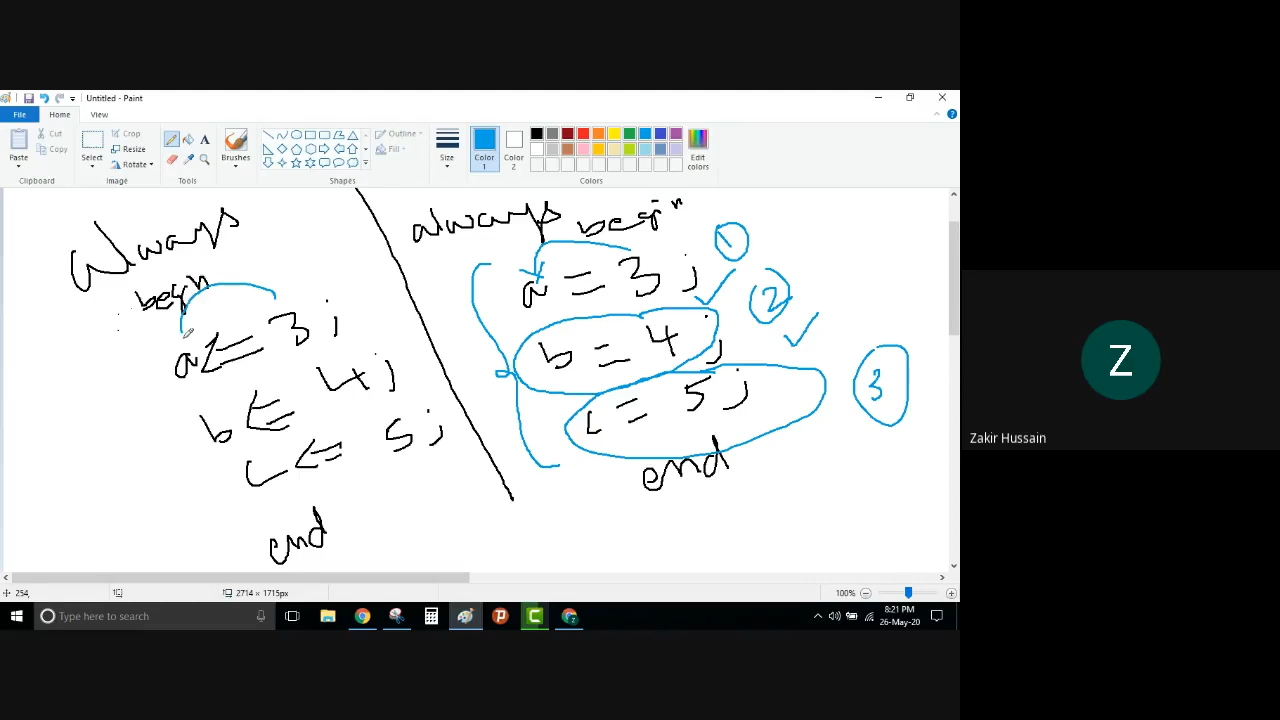 Untitled - Paint
File
Home
View
Paste
Cut
Copy
Clipboard
Select
Crop
Resize
Rotate
Image
Tools
Brushes
Outline
Fill
Shapes
Size
Color
1
Color
2
Edit
colors
Colors
Always
begn
a <= 3 ;
b <= 4 ;
c <= 5 ;
end
always begin
a = 3 ;
b = 4 ;
c = 5 ;
end
1
2
3
Z
Zakir Hussain
254,
2714 × 1715px
100%
Type here to search
8:21 PM
26-May-20